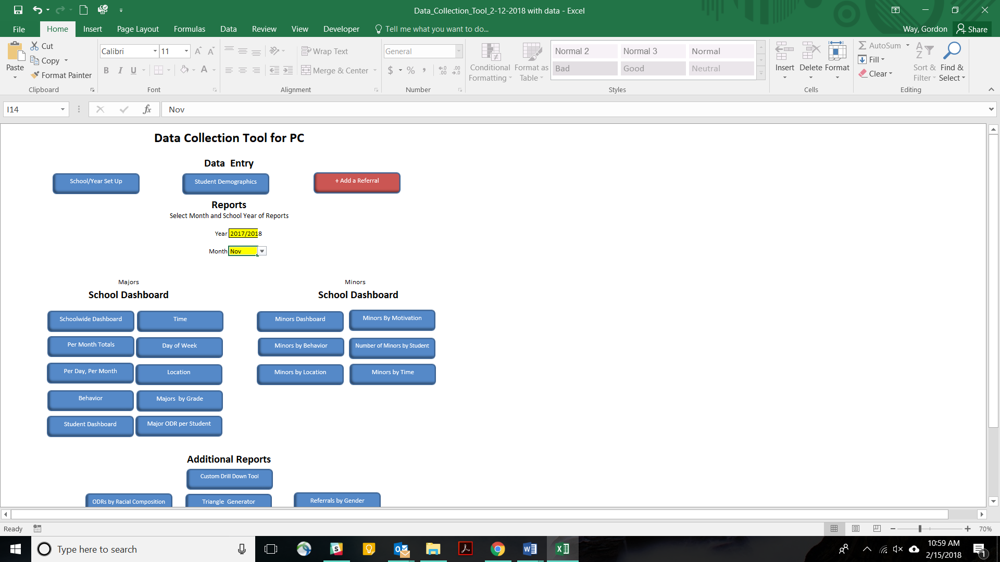 Data_Collection_Tool_2-12-2018 with data - Excel
File Home Insert Page Layout Formulas Data Review View Developer Tell me what you want to do... Way, Gordon Share
Paste
Cut
Copy
Format Painter
Clipboard
Calibri 11
B I U A
Font
Wrap Text
Merge & Center
Alignment
General
$ % ,
Number
Conditional Formatting
Format as Table
Normal 2 Normal 3 Normal
Bad Good Neutral
Styles
Insert Delete Format
Cells
AutoSum
Fill
Clear
Sort & Filter
Find & Select
Editing
I14 fx Nov
Data Collection Tool for PC
Data Entry
School/Year Set Up Student Demographics + Add a Referral
Reports
Select Month and School Year of Reports
Year 2017/2018
Month Nov
Majors Minors
School Dashboard School Dashboard
Schoolwide Dashboard Time Minors Dashboard Minors By Motivation
Per Month Totals Day of Week Minors by Behavior Number of Minors by Student
Per Day, Per Month Location Minors by Location Minors by Time
Behavior Majors by Grade
Student Dashboard Major ODR per Student
Additional Reports
Custom Drill Down Tool
ODRs by Racial Composition Triangle Generator Referrals by Gender
Ready 70%
Type here to search
10:59 AM
2/15/2018
1